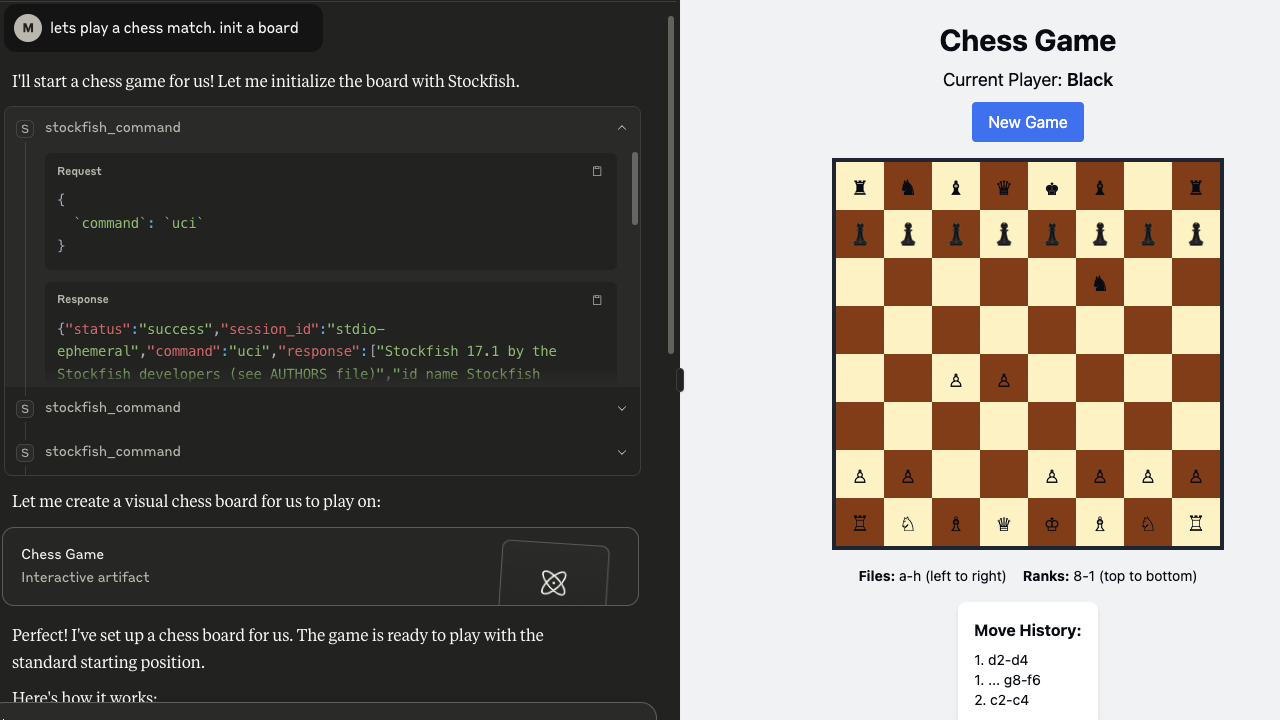 M lets play a chess match. init a board
I'll start a chess game for us! Let me initialize the board with Stockfish.
S stockfish_command
Request
{
`command`: `uci`
}
Response
{"status":"success","session_id":"stdio-
ephemeral","command":"uci","response":["Stockfish 17.1 by the
Stockfish developers (see AUTHORS file)","id name Stockfish
S stockfish_command
S stockfish_command
Let me create a visual chess board for us to play on:
Chess Game
Interactive artifact
Perfect! I've set up a chess board for us. The game is ready to play with the
standard starting position.
Here's how it works:
Chess Game
Current Player: Black
New Game
Files: a-h (left to right) Ranks: 8-1 (top to bottom)
Move History:
1. d2-d4
1. ... g8-f6
2. c2-c4